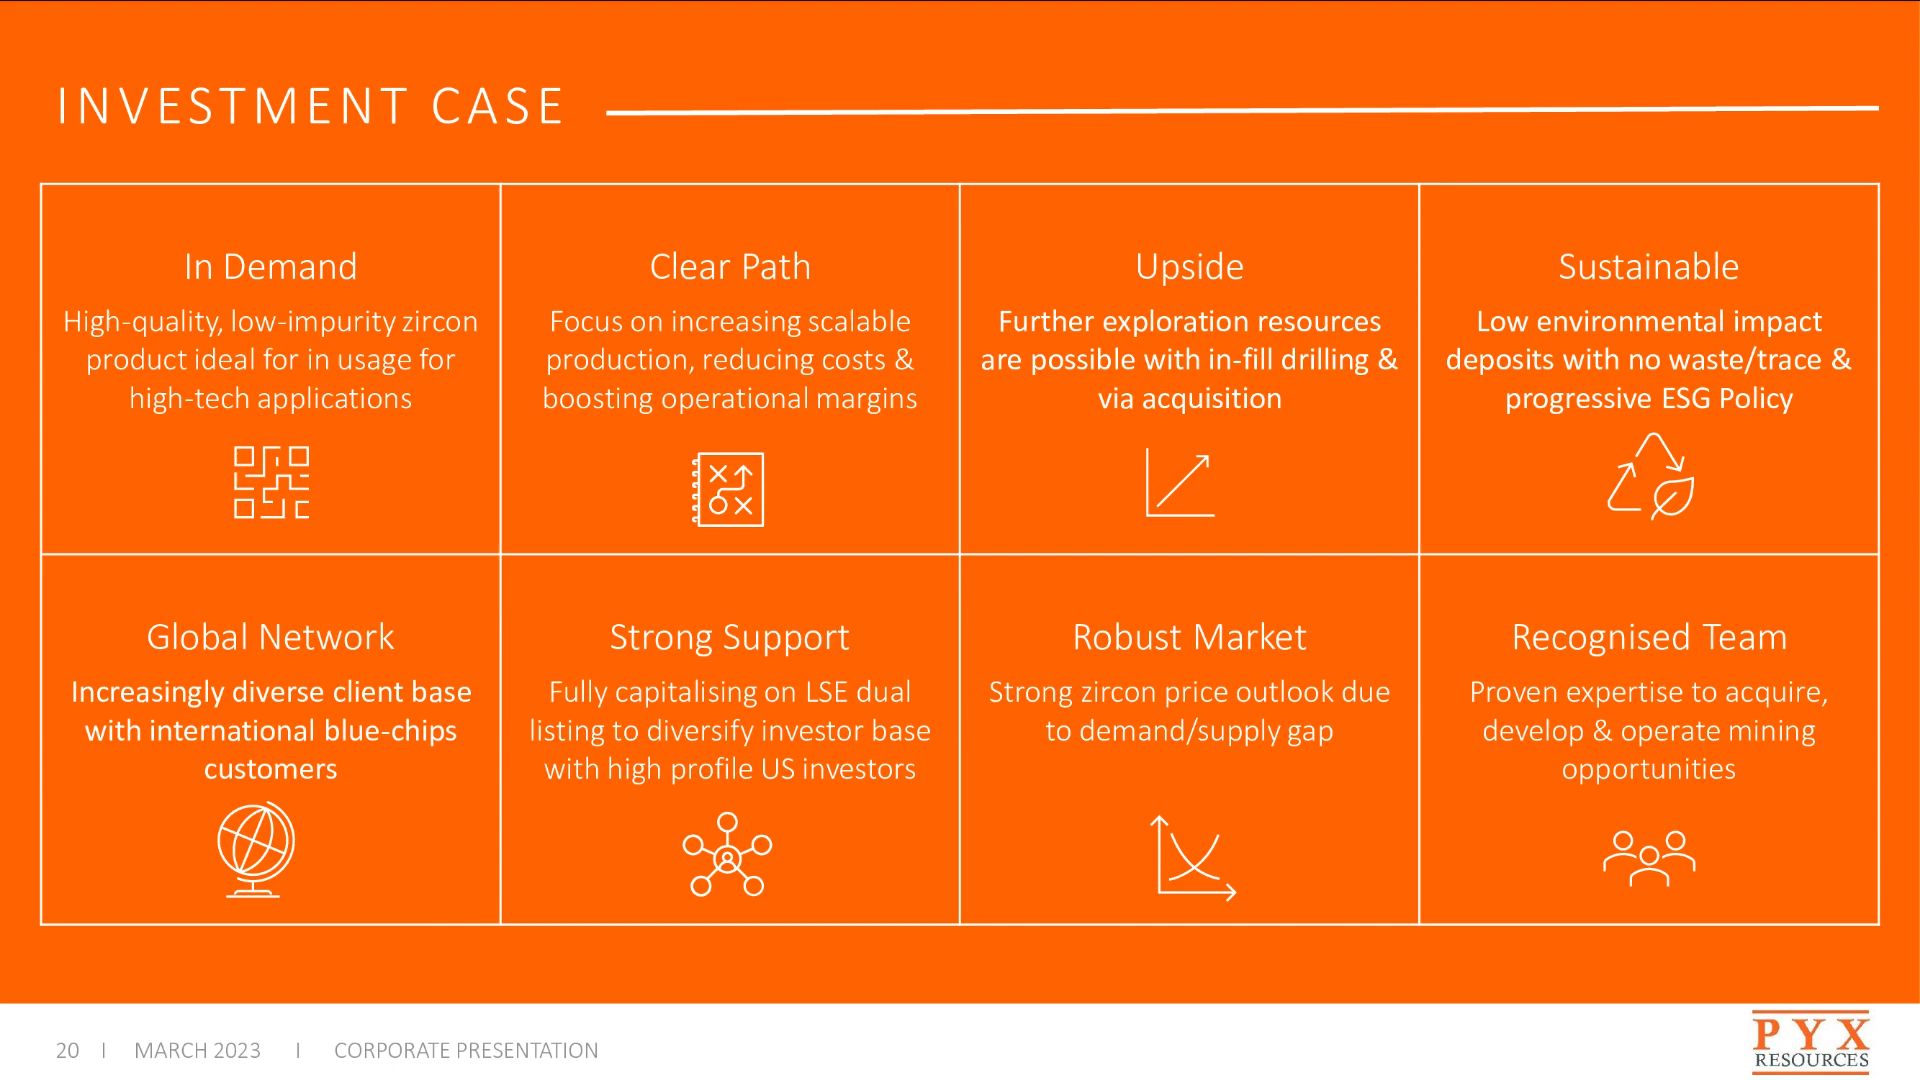 INVESTMENT CASE
In Demand
High-quality, low-impurity zircon
product ideal for in usage for
high-tech applications
Clear Path
Focus on increasing scalable
production, reducing costs &
boosting operational margins
Upside
Further exploration resources
are possible with in-fill drilling &
via acquisition
Sustainable
Low environmental impact
deposits with no waste/trace &
progressive ESG Policy
Global Network
Increasingly diverse client base
with international blue-chips
customers
Strong Support
Fully capitalising on LSE dual
listing to diversify investor base
with high profile US investors
Robust Market
Strong zircon price outlook due
to demand/supply gap
Recognised Team
Proven expertise to acquire,
develop & operate mining
opportunities
20 | MARCH 2023 | CORPORATE PRESENTATION
PYX
RESOURCES